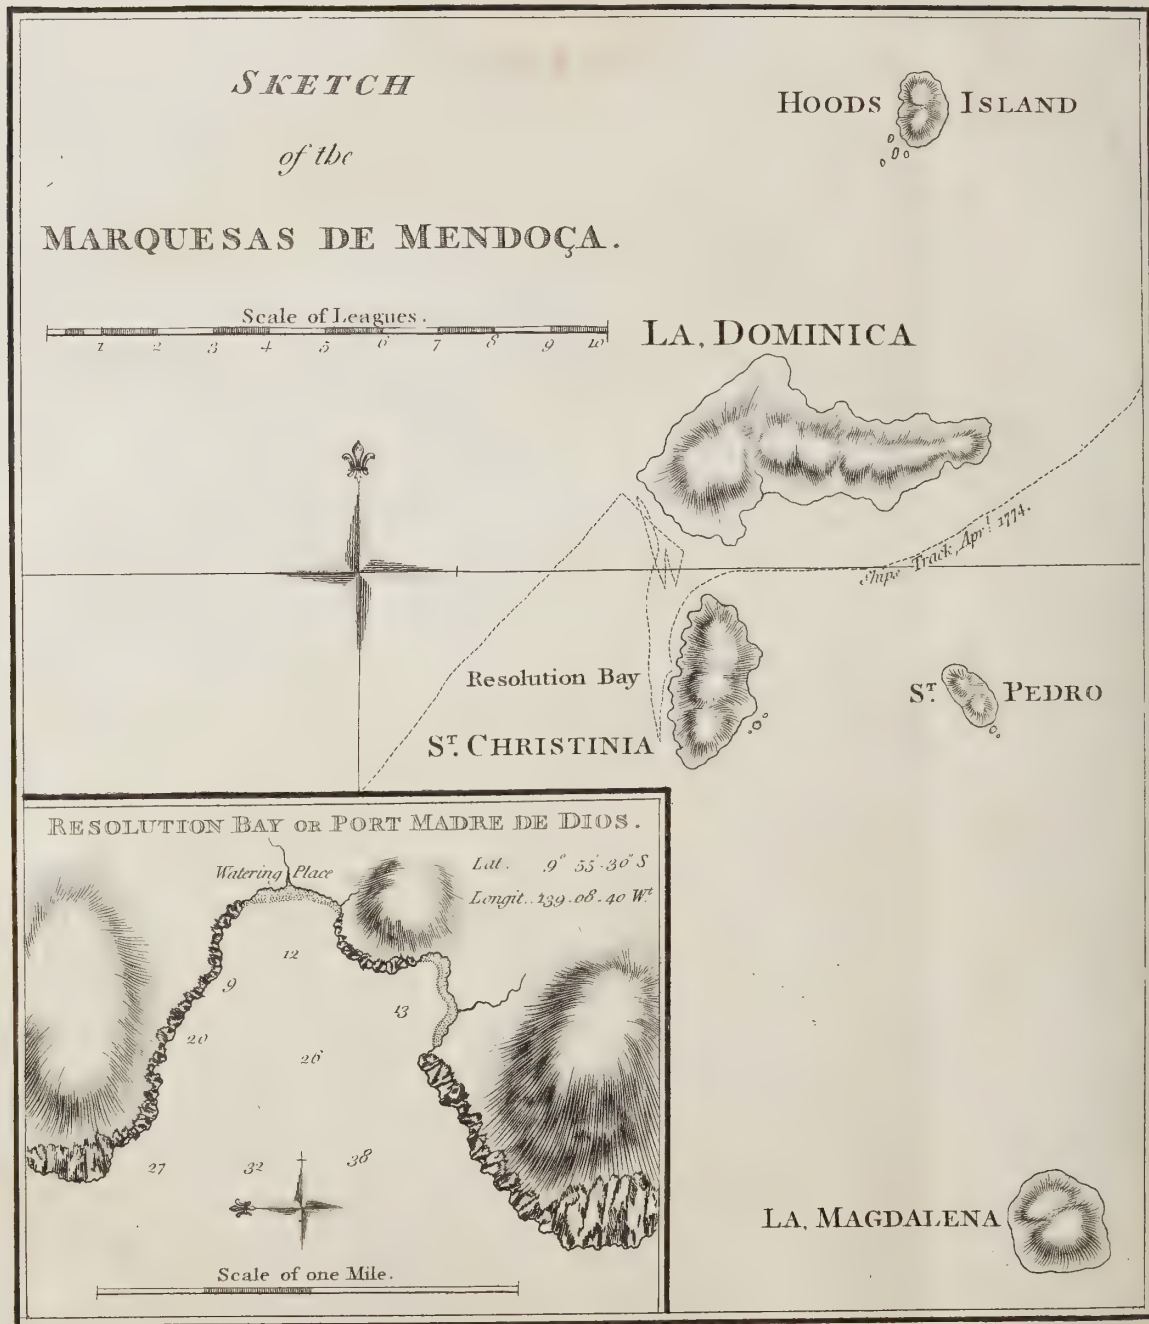 SKETCH
of the
MARQUESAS DE MENDOÇA.
HOODS ISLAND
Scale of Leagues.
1 2 3 4 5 6 7 8 9 10
LA, DOMINICA
Ships Track, Apr.l 1774.
Resolution Bay
ST. CHRISTINIA
ST. PEDRO
RESOLUTION BAY OR PORT MADRE DE DIOS.
Watering Place
Lat. 9° 55'-30" S
Longit.. 139-08-40 W.t
12
9
13
20
26
27
32
38
Scale of one Mile.
LA, MAGDALENA